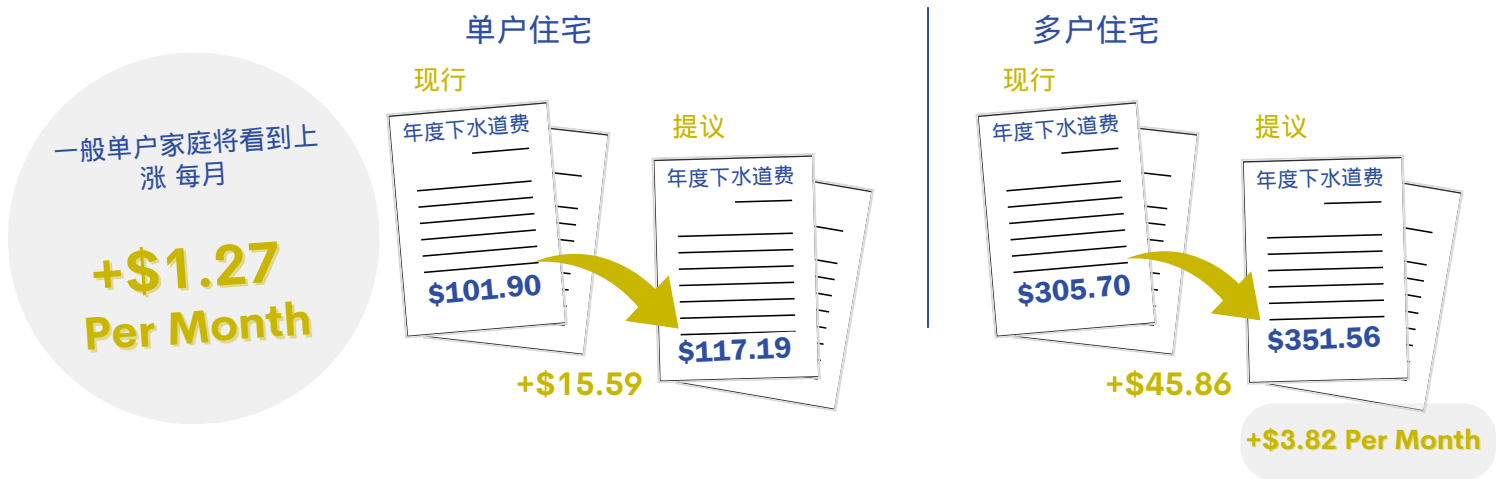 一般单户家庭将看到上
涨 每月
+$1.27
Per Month
单户住宅
现行
年度下水道费
$101.90
提议
年度下水道费
$117.19
+$15.59
多户住宅
现行
年度下水道费
$305.70
提议
年度下水道费
$351.56
+$45.86
+$3.82 Per Month